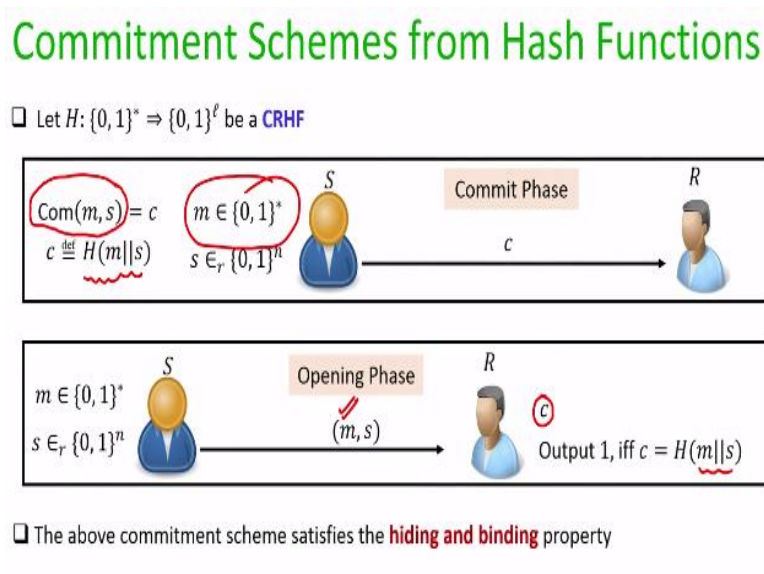 Commitment Schemes from Hash Functions
❑ Let H: {0, 1}* ⇒ {0, 1}^ℓ be a CRHF
S
Commit Phase
R
Com(m, s) = c
m ∈ {0, 1}*
c ≝ H(m||s)
s ∈ᵣ {0, 1}ⁿ
c
S
Opening Phase
R
m ∈ {0, 1}*
(m, s)
c
s ∈ᵣ {0, 1}ⁿ
Output 1, iff c = H(m||s)
❑ The above commitment scheme satisfies the hiding and binding property